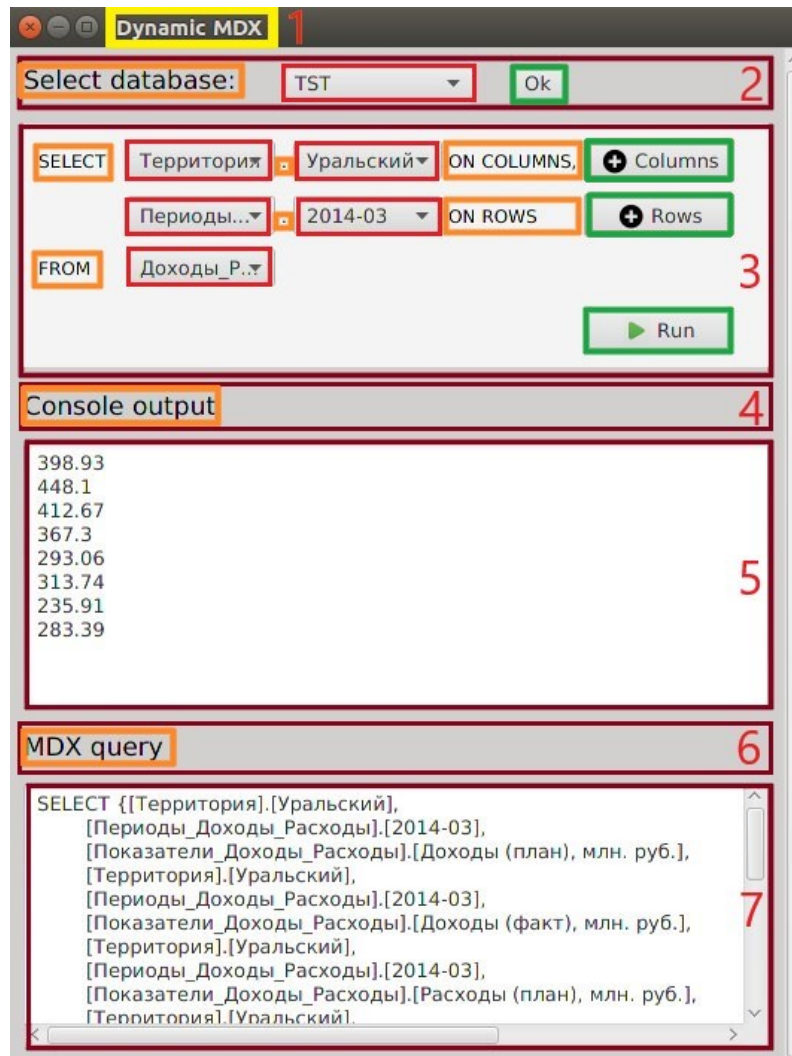 Dynamic MDX 1
Select database: TST Ok 2
SELECT Территория . Уральский ON COLUMNS, Columns
Периоды... . 2014-03 ON ROWS Rows
FROM Доходы_Р... 3
Run
Console output 4
398.93
448.1
412.67
367.3
293.06
313.74
235.91
283.39
5
MDX query 6
SELECT {[Территория].[Уральский],
[Периоды_Доходы_Расходы].[2014-03],
[Показатели_Доходы_Расходы].[Доходы (план), млн. руб.],
[Территория].[Уральский],
[Периоды_Доходы_Расходы].[2014-03],
[Показатели_Доходы_Расходы].[Доходы (факт), млн. руб.],
7
[Территория].[Уральский],
[Периоды_Доходы_Расходы].[2014-03],
[Показатели_Доходы_Расходы].[Расходы (план), млн. руб.],
[Территория].[Уральский],